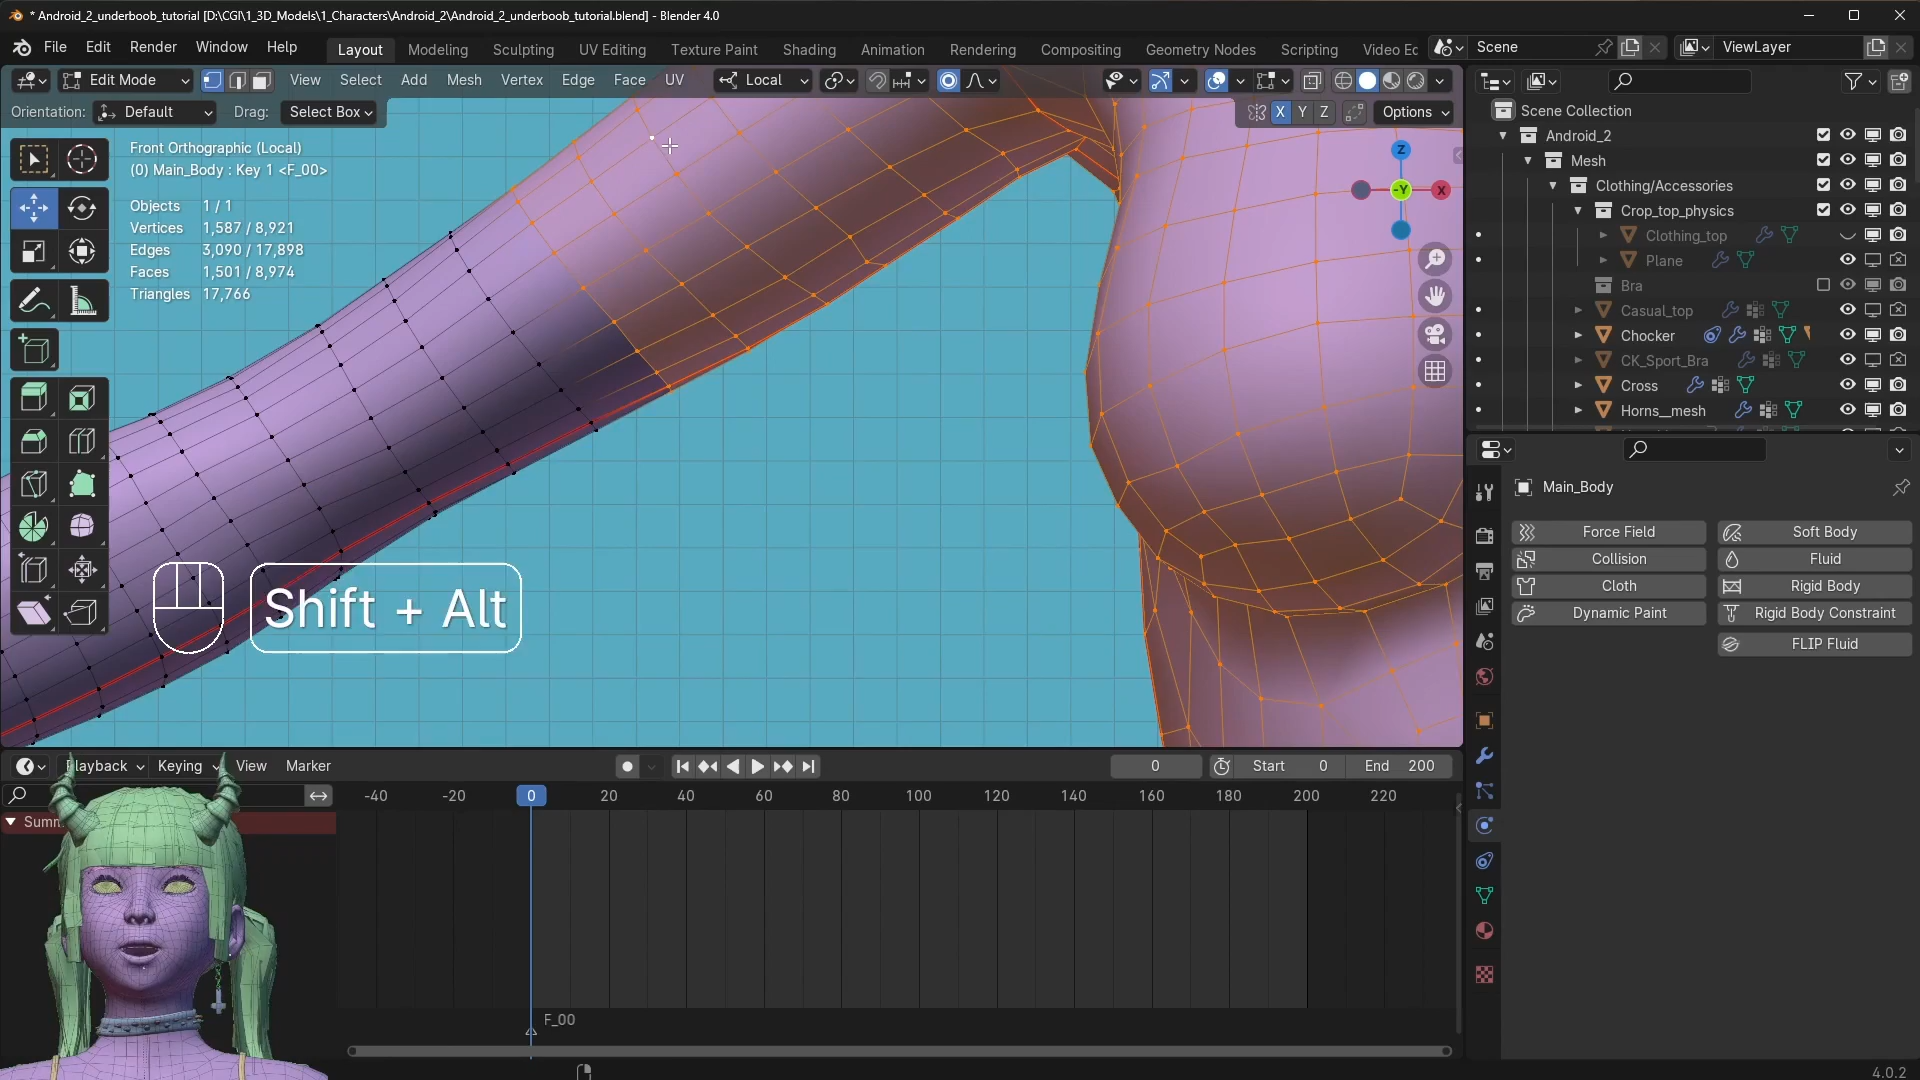 * Android_2_underboob_tutorial [D:\CGI\1_3D_Models\1_Characters\Android_2\Android_2_underboob_tutorial.blend] - Blender 4.0
File Edit Render Window Help Layout Modeling Sculpting UV Editing Texture Paint Shading Animation Rendering Compositing Geometry Nodes Scripting Video Ec Scene ViewLayer
Edit Mode View Select Add Mesh Vertex Edge Face UV Local
Orientation: Default Drag: Select Box X Y Z Options
Front Orthographic (Local)
(0) Main_Body : Key 1 <F_00>
Objects 1 / 1
Vertices 1,587 / 8,921
Edges 3,090 / 17,898
Faces 1,501 / 8,974
Triangles 17,766
Z
-Y X
Shift + Alt
Scene Collection
Android_2
Mesh
Clothing/Accessories
Crop_top_physics
Clothing_top
Plane
Bra
Casual_top
Chocker
CK_Sport_Bra
Cross
Horns__mesh
Main_Body
Force Field Soft Body
Collision Fluid
Cloth Rigid Body
Dynamic Paint Rigid Body Constraint
FLIP Fluid
Playback Keying View Marker 0 Start 0 End 200
-40 -20 0 20 40 60 80 100 120 140 160 180 200 220
Summ
F_00
4.0.2